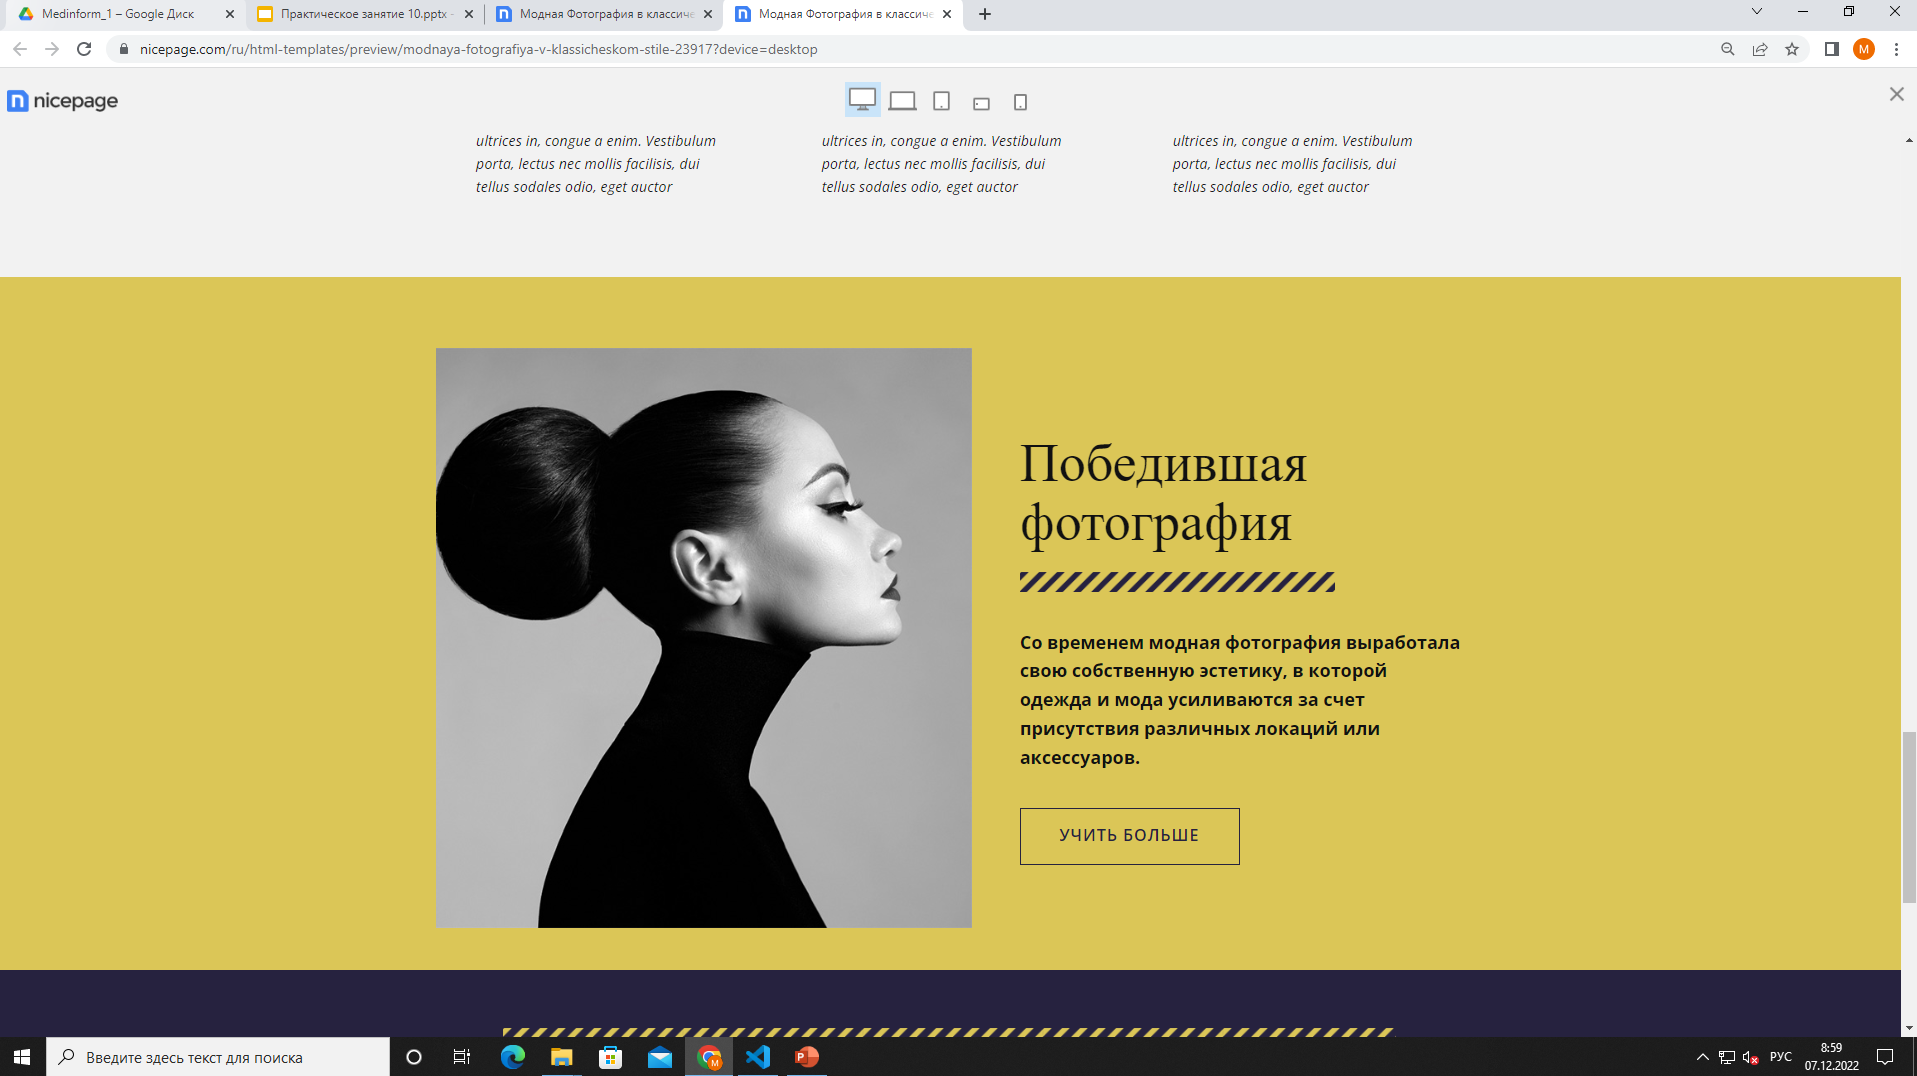 Medinform_1 – Google Диск
Практическое занятие 10.pptx -
Модная Фотография в классиче
Модная Фотография в классиче
nicepage.com/ru/html-templates/preview/modnaya-fotografiya-v-klassicheskom-stile-23917?device=desktop
M
nicepage
ultrices in, congue a enim. Vestibulum
porta, lectus nec mollis facilisis, dui
tellus sodales odio, eget auctor
ultrices in, congue a enim. Vestibulum
porta, lectus nec mollis facilisis, dui
tellus sodales odio, eget auctor
ultrices in, congue a enim. Vestibulum
porta, lectus nec mollis facilisis, dui
tellus sodales odio, eget auctor
Победившая
фотография
Со временем модная фотография выработала
свою собственную эстетику, в которой
одежда и мода усиливаются за счет
присутствия различных локаций или
аксессуаров.
УЧИТЬ БОЛЬШЕ
Введите здесь текст для поиска
РУС
8:59
07.12.2022